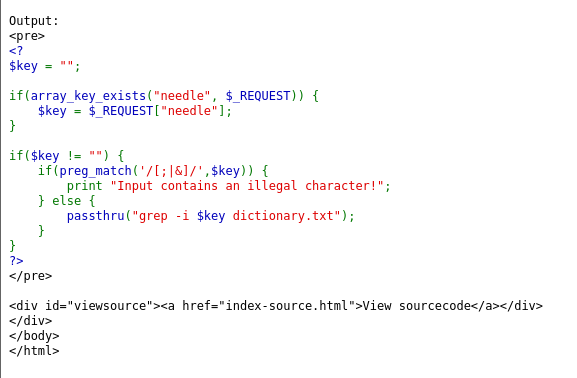 Output:
<pre>
<?
$key = "";
if(array_key_exists("needle", $_REQUEST)) {
    $key = $_REQUEST["needle"];
}
if($key != "") {
    if(preg_match('/[;|&]/',$key)) {
        print "Input contains an illegal character!";
    } else {
        passthru("grep -i $key dictionary.txt");
    }
}
?>
</pre>
<div id="viewsource"><a href="index-source.html">View sourcecode</a></div>
</div>
</body>
</html>